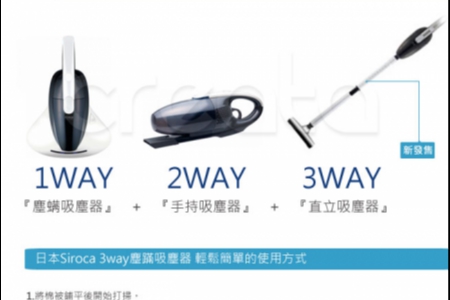 siroca
新發售
1WAY 2WAY 3WAY
『塵蟎吸塵器』 + 『手持吸塵器』 + 『直立吸塵器』
日本Siroca 3way塵蹣吸塵器 輕鬆簡單的使用方式
1.將棉被鋪平後開始打掃。